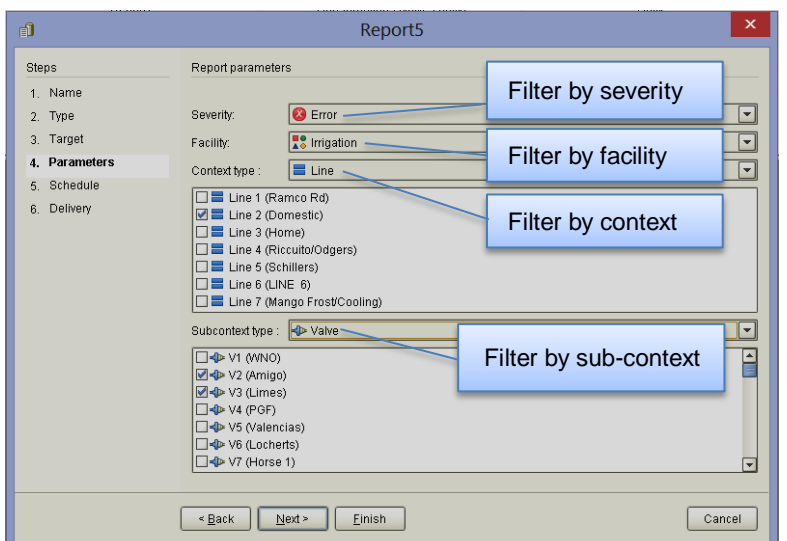 Report5
Steps
1. Name
2. Type
3. Target
4. Parameters
5. Schedule
6. Delivery
Report parameters
Severity: Error
Filter by severity
Facility: Irrigation
Filter by facility
Context type : Line
Filter by context
Line 1 (Ramco Rd)
Line 2 (Domestic)
Line 3 (Home)
Line 4 (Riccuito/Odgers)
Line 5 (Schillers)
Line 6 (LINE 6)
Line 7 (Mango Frost/Cooling)
Subcontext type : Valve
Filter by sub-context
V1 (WNO)
V2 (Amigo)
V3 (Limes)
V4 (PGF)
V5 (Valencias)
V6 (Locherts)
V7 (Horse 1)
< Back
Next >
Finish
Cancel